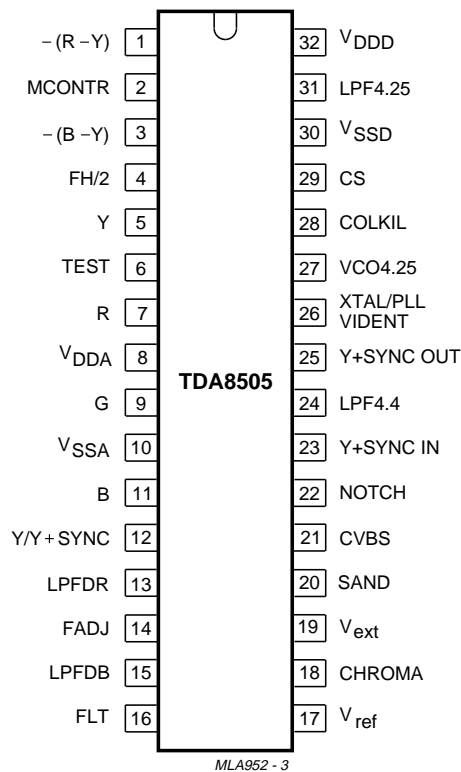 −(R −Y) 1 32 VDDD
MCONTR 2 31 LPF4.25
−(B −Y) 3 30 VSSD
FH/2 4 29 CS
Y 5 28 COLKIL
TEST 6 27 VCO4.25
R 7 26 XTAL/PLL
VIDENT
VDDA 8 25 Y+SYNC OUT
TDA8505
G 9 24 LPF4.4
VSSA 10 23 Y+SYNC IN
B 11 22 NOTCH
Y/Y+SYNC 12 21 CVBS
LPFDR 13 20 SAND
FADJ 14 19 Vext
LPFDB 15 18 CHROMA
FLT 16 17 Vref
MLA952 - 3